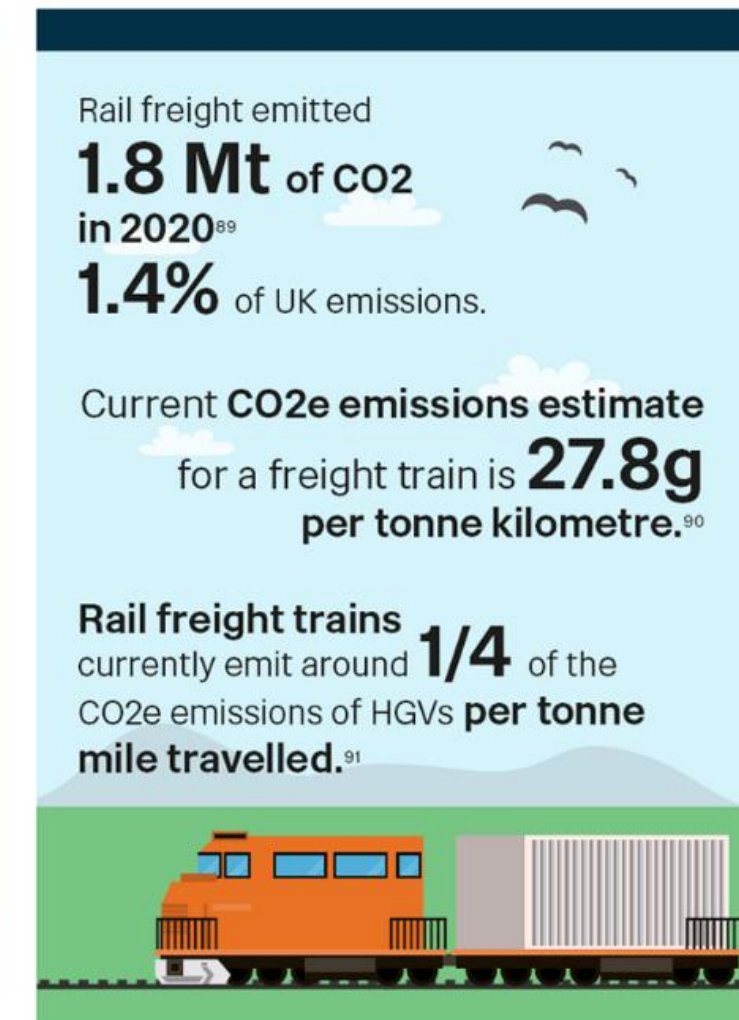 Rail freight emitted
1.8 Mt of CO2
in 2020⁸⁹
1.4% of UK emissions.
Current CO2e emissions estimate
for a freight train is 27.8g
per tonne kilometre.⁹⁰
Rail freight trains
currently emit around 1/4 of the
CO2e emissions of HGVs per tonne
mile travelled.⁹¹